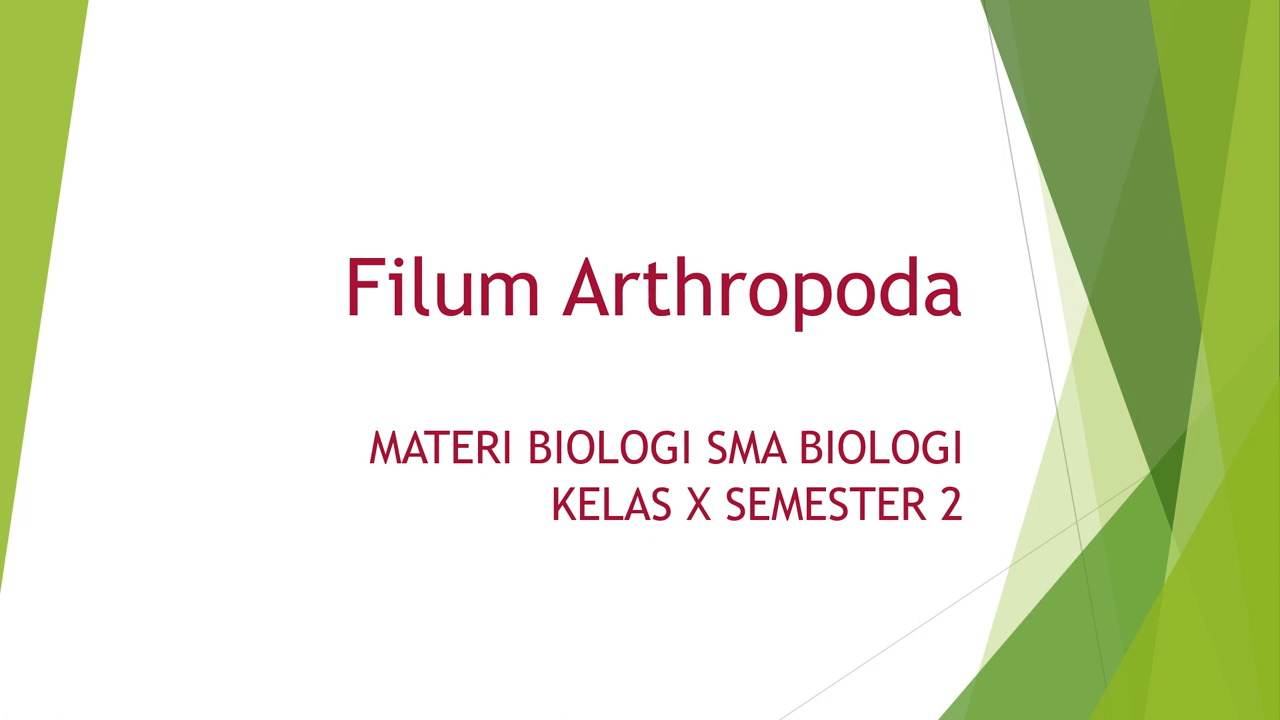 Filum Arthropoda
MATERI BIOLOGI SMA BIOLOGI
KELAS X SEMESTER 2